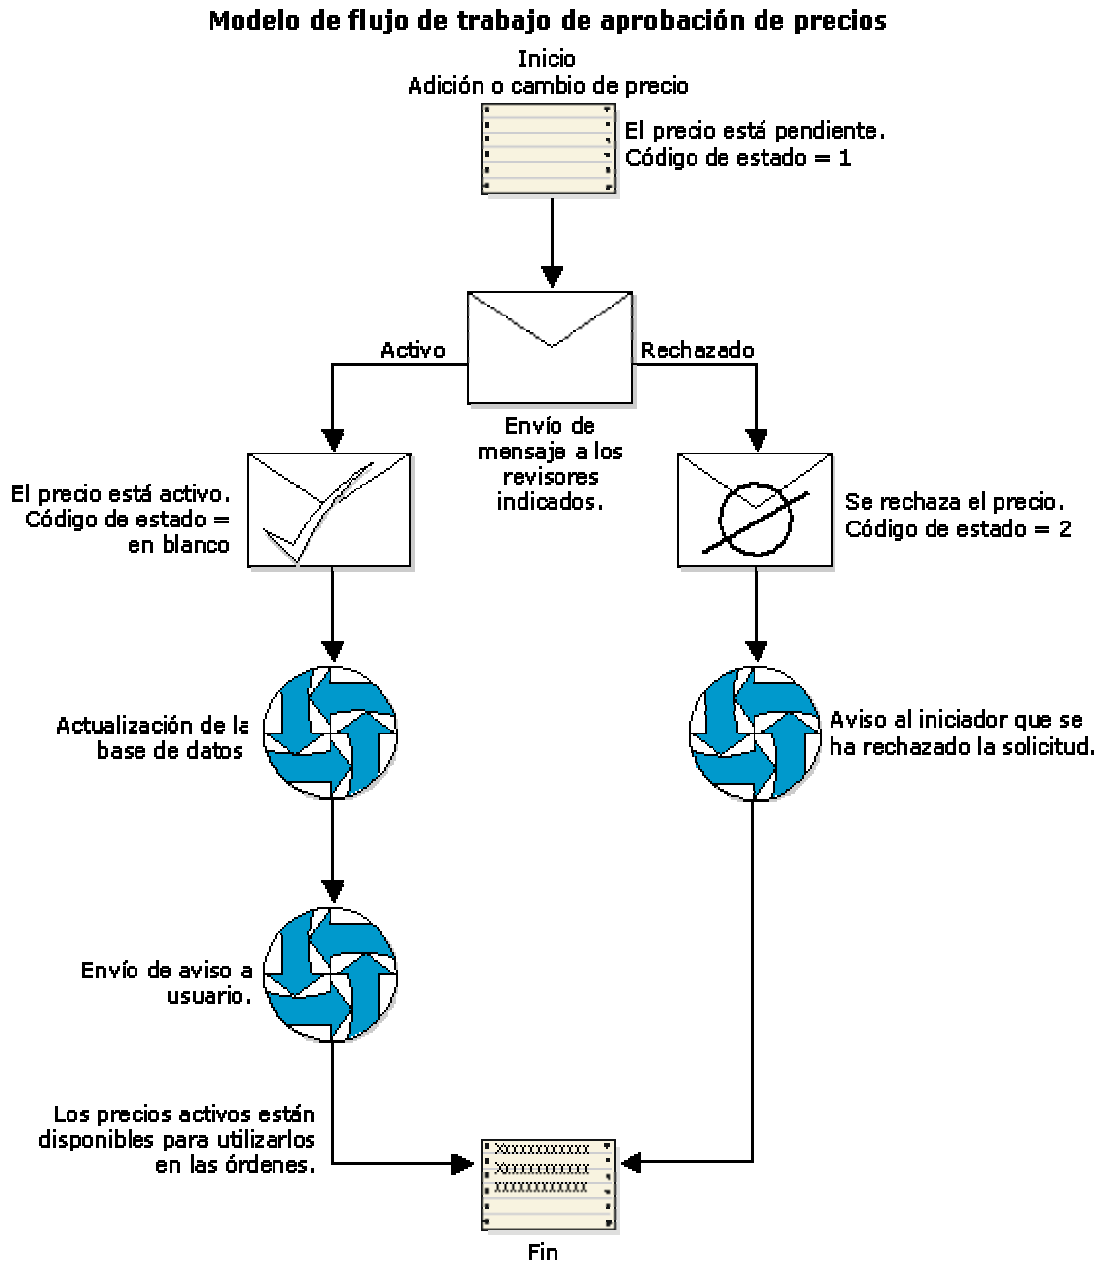 Modelo de flujo de trabajo de aprobación de precios
Inicio
Adición o cambio de precio
El precio está pendiente.
Código de estado = 1
Activo
Rechazado
Envío de
mensaje a los
revisores
indicados.
El precio está activo.
Código de estado =
en blanco
Se rechaza el precio.
Código de estado = 2
Actualización de la
base de datos
Aviso al iniciador que se
ha rechazado la solicitud.
Envío de aviso a
usuario.
Los precios activos están
disponibles para utilizarlos
en las órdenes.
XXXXXXXXXXXXX
XXXXXXXXXXXXX
XXXXXXXXXXXX
Fin